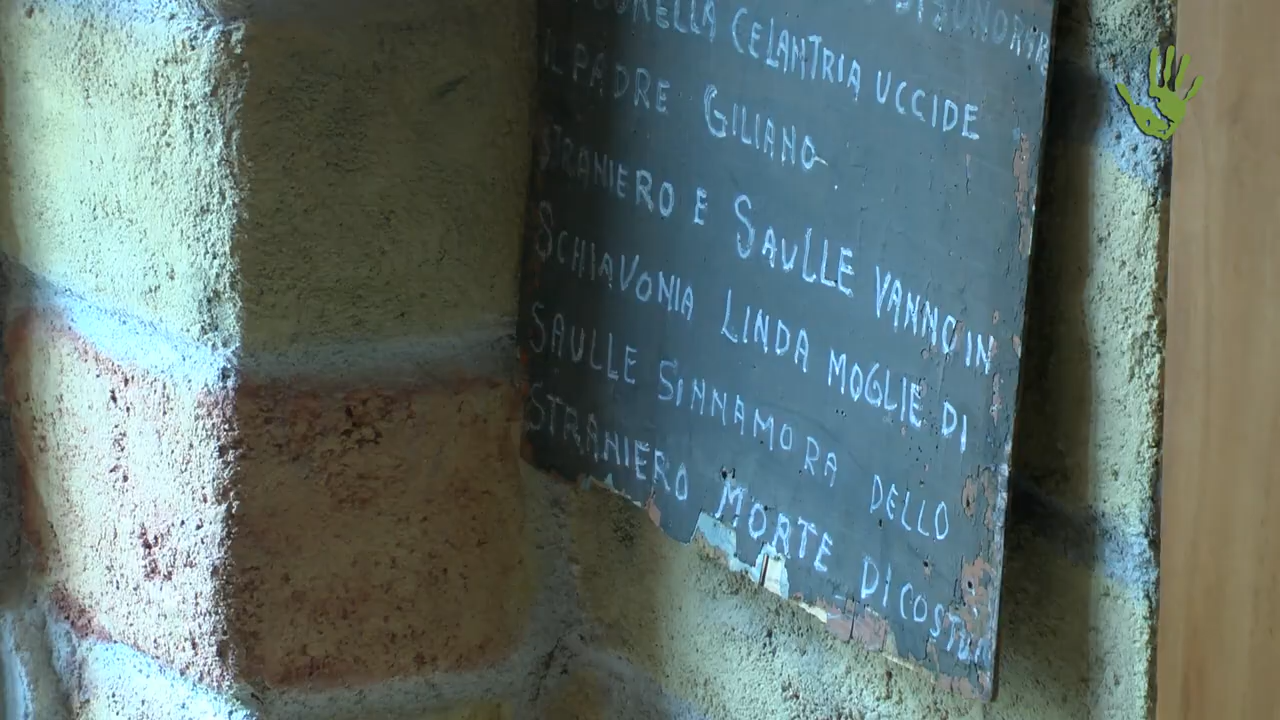 SORELLA CELANTRIA UCCIDE
IL PADRE GILIANO.
STRANIERO E SAULLE VANNO IN
SCHIAVONIA LINDA MOGLIE DI
SAULLE SINNAMORA DELLO
STRANIERO MORTE DI